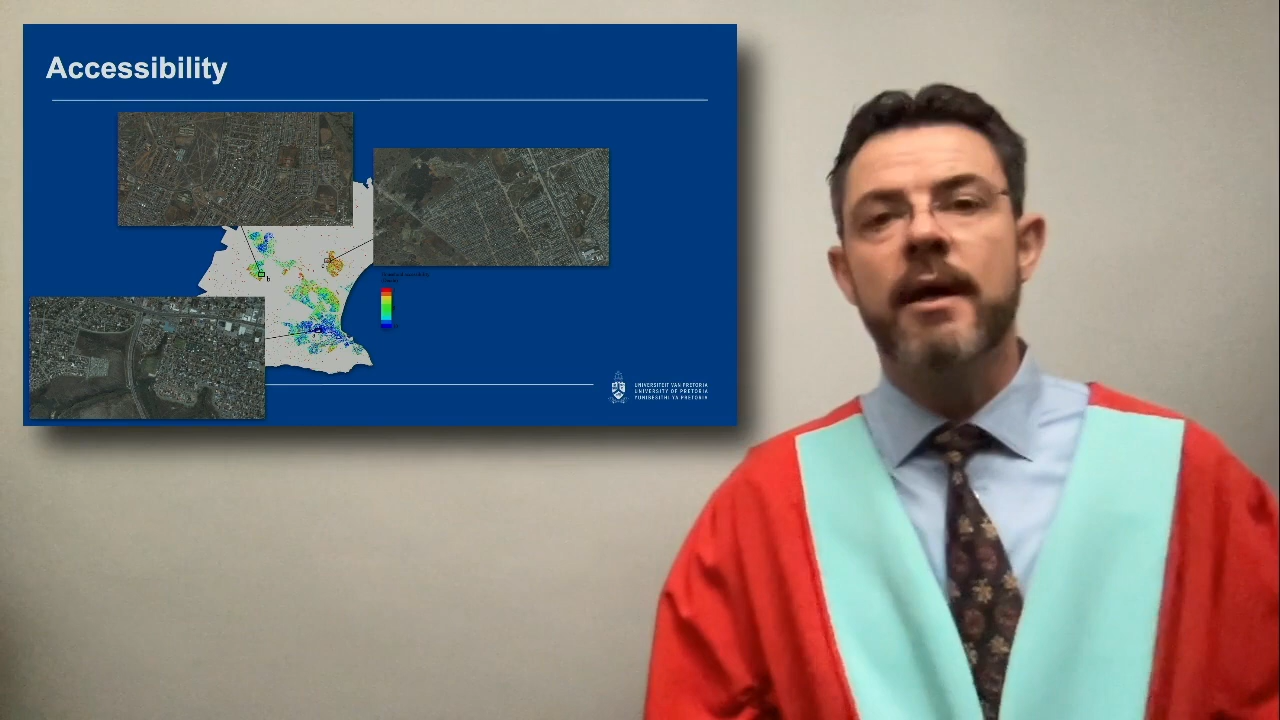 Accessibility
b
UNIVERSITEIT VAN PRETORIA
UNIVERSITY OF PRETORIA
YUNIBESITHI YA PRETORIA